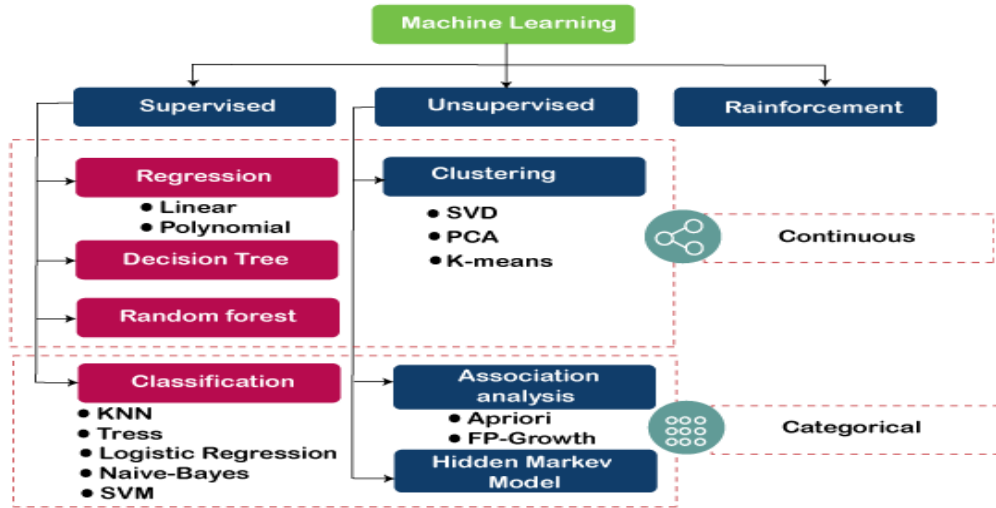 Machine Learning
Supervised
Unsupervised
Rainforcement
Regression
• Linear
• Polynomial
Decision Tree
Random forest
Clustering
• SVD
• PCA
• K-means
Continuous
Classification
• KNN
• Tress
• Logistic Regression
• Naive-Bayes
• SVM
Association
analysis
• Apriori
• FP-Growth
Hidden Markev
Model
Categorical